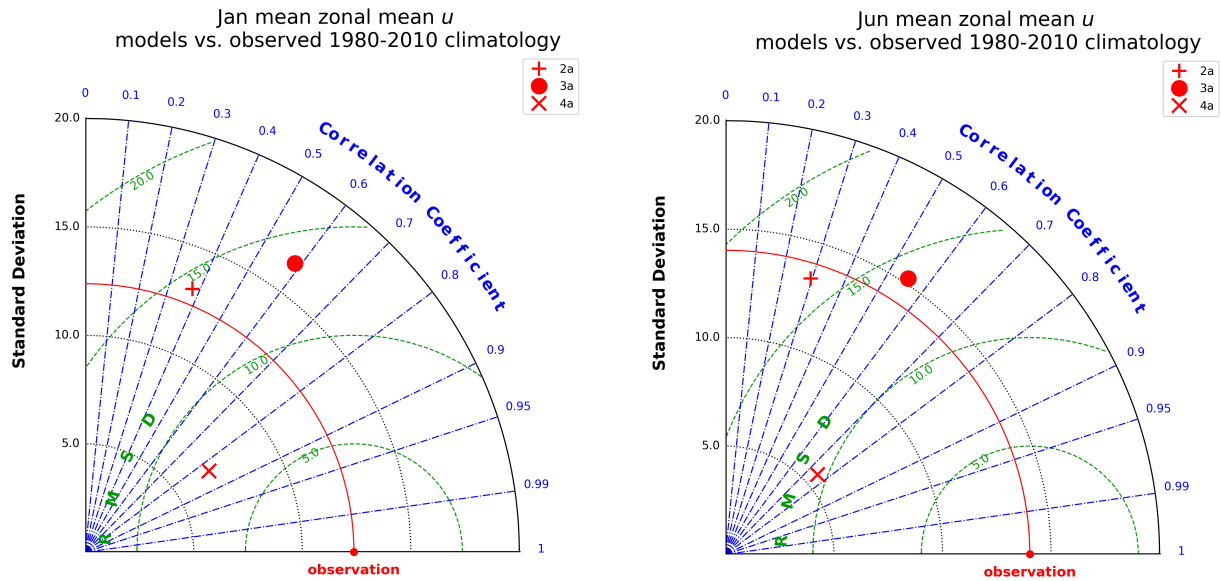 Jan mean zonal mean u
models vs. observed 1980-2010 climatology
2a
3a
4a
0
0.1
0.2
0.3
0.4
0.5
0.6
0.7
0.8
0.9
0.95
0.99
1
Correlation Coefficient
20.0
15.0
10.0
5.0
Standard Deviation
20.0
15.0
10.0
5.0
RMSD
observation
Jun mean zonal mean u
models vs. observed 1980-2010 climatology
2a
3a
4a
0
0.1
0.2
0.3
0.4
0.5
0.6
0.7
0.8
0.9
0.95
0.99
1
Correlation Coefficient
20.0
15.0
10.0
5.0
Standard Deviation
20.0
15.0
10.0
5.0
RMSD
observation